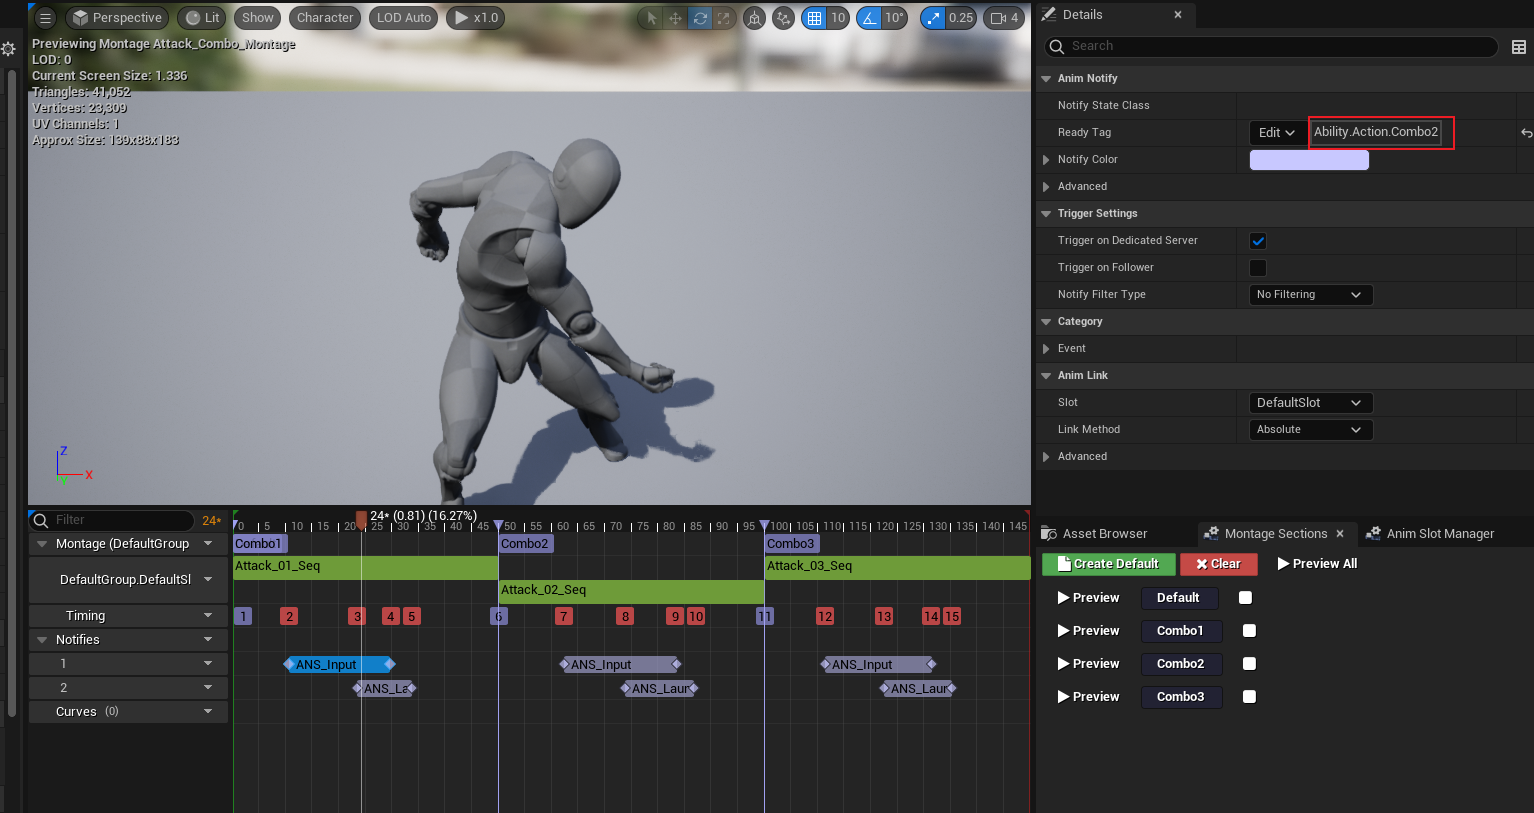 Perspective
Lit
Show
Character
LOD Auto
x1.0
10
10°
0.25
4
Previewing Montage Attack_Combo_Montage
LOD: 0
Current Screen Size: 1.336
Triangles: 41,052
Vertices: 23,309
UV Channels: 1
Approx Size: 139x88x183
Z
X
Y
Details
Search
Anim Notify
Notify State Class
Ready Tag
Edit
Ability.Action.Combo2
Notify Color
Advanced
Trigger Settings
Trigger on Dedicated Server
Trigger on Follower
Notify Filter Type
No Filtering
Category
Event
Anim Link
Slot
DefaultSlot
Link Method
Absolute
Advanced
Filter
24*
24* (0.81) (16.27%)
0 5 10 15 20 25 30 35 40 45 50 55 60 65 70 75 80 85 90 95 100 105 110 115 120 125 130 135 140 145
Montage (DefaultGroup
Combo1
Combo2
Combo3
DefaultGroup.DefaultSl
Attack_01_Seq
Attack_02_Seq
Attack_03_Seq
Timing
1 2 3 4 5 6 7 8 9 10 11 12 13 14 15
Notifies
1
ANS_Input
ANS_Input
ANS_Input
2
ANS_La
ANS_Laun
ANS_Laun
Curves (0)
Asset Browser
Montage Sections
Anim Slot Manager
Create Default
Clear
Preview All
Preview
Default
Preview
Combo1
Preview
Combo2
Preview
Combo3